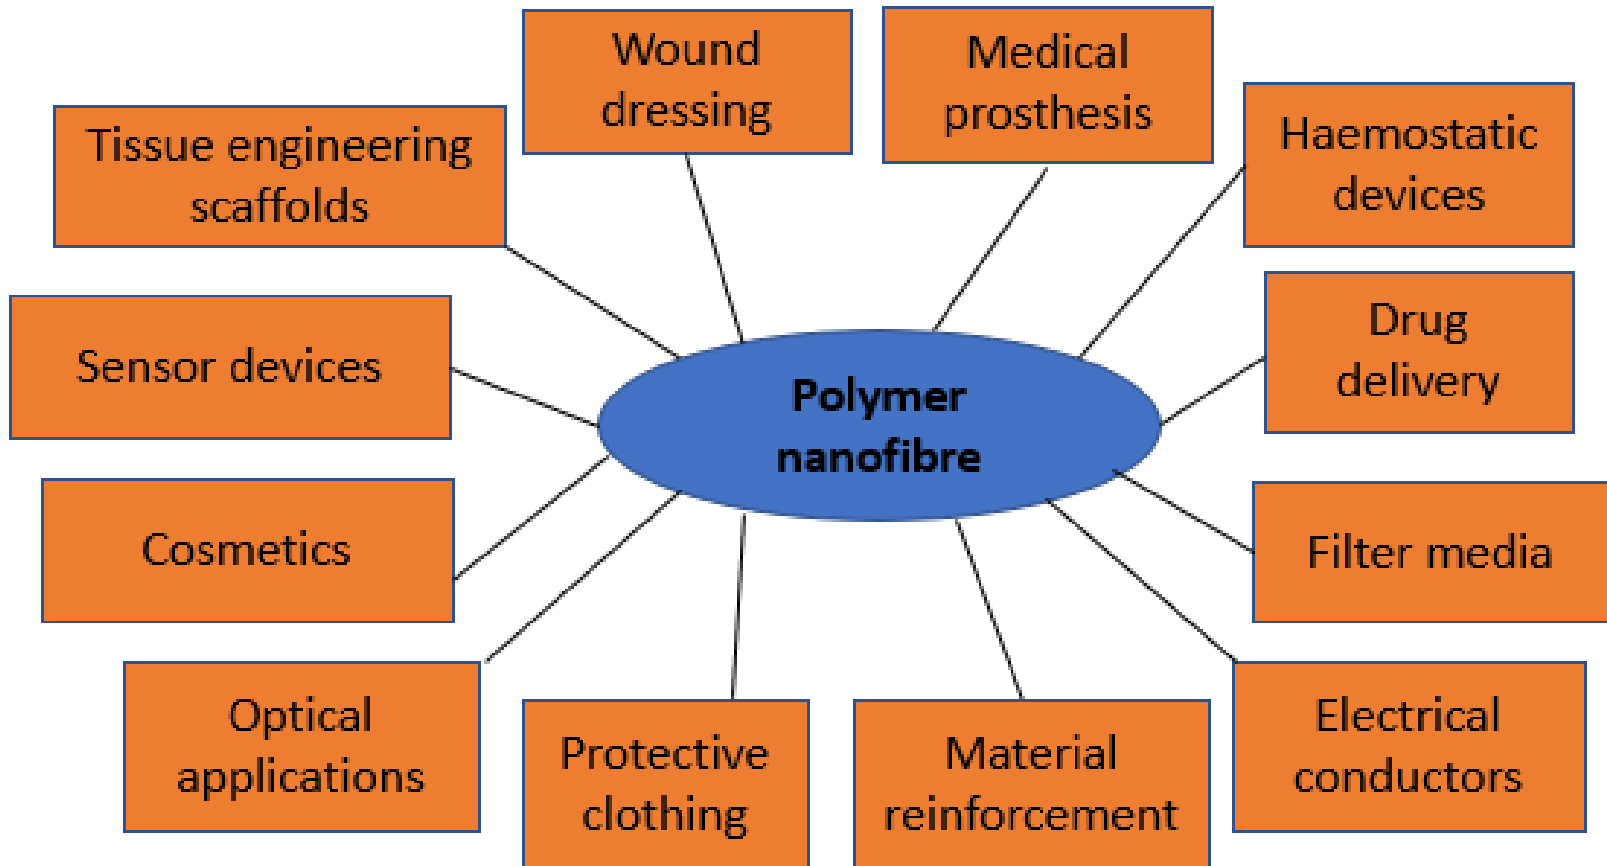 Wound
dressing
Medical
prosthesis
Haemostatic
devices
Tissue engineering
scaffolds
Drug
delivery
Sensor devices
Polymer
nanofibre
Cosmetics
Filter media
Optical
applications
Protective
clothing
Material
reinforcement
Electrical
conductors